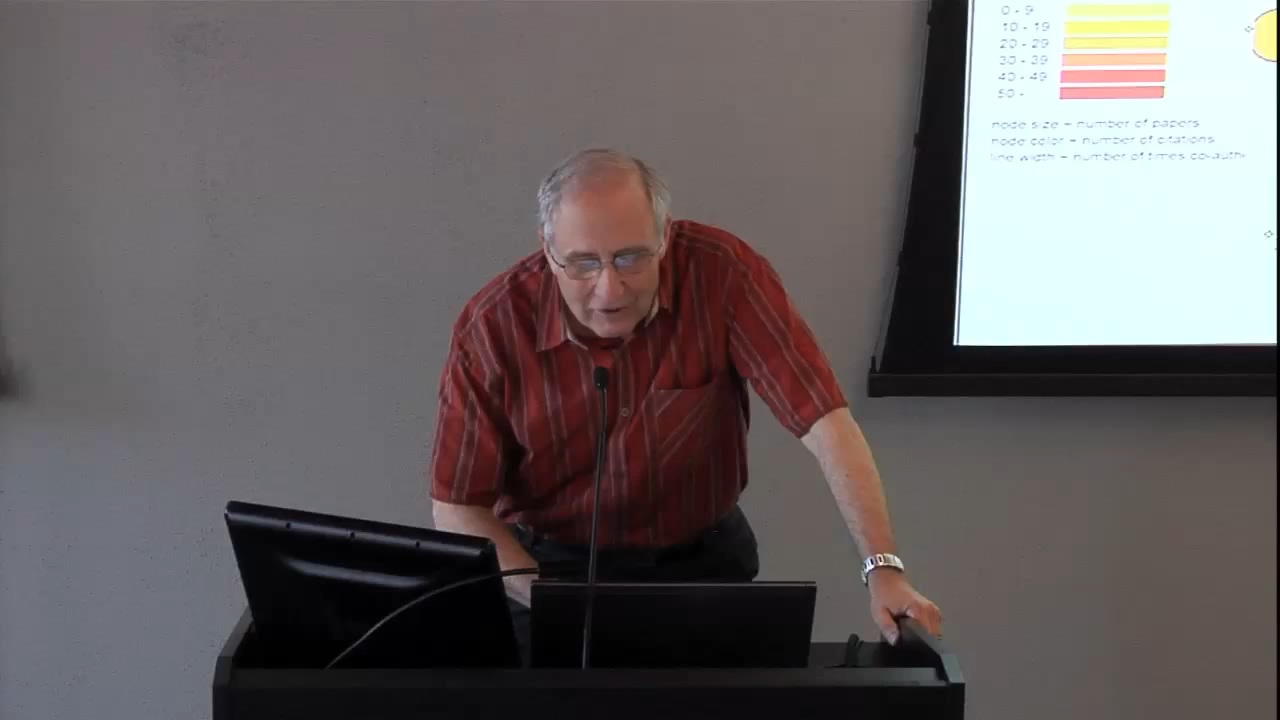 0 - 9
10 - 19
20 - 29
30 - 39
40 - 49
50 -
node size = number of papers
node color = number of citations
line width = number of times co-auth